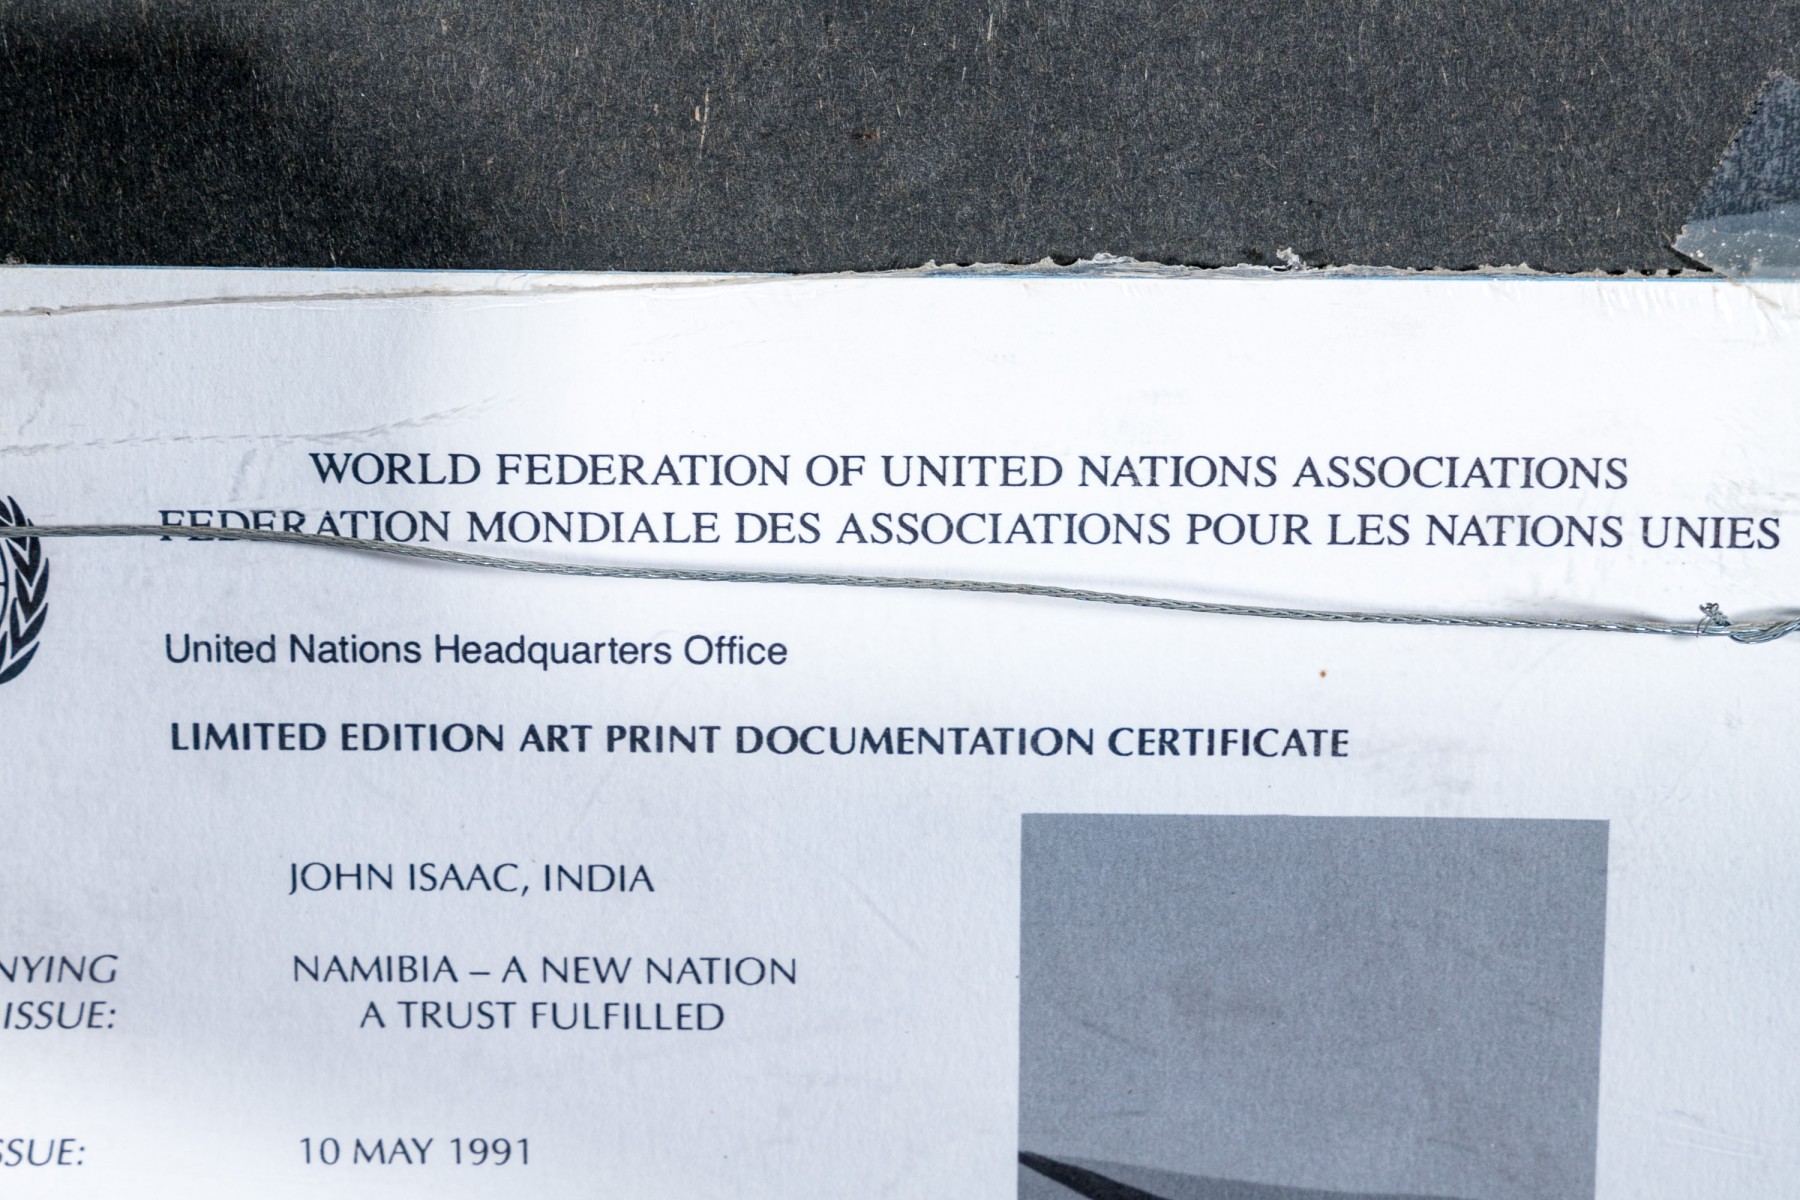 WORLD FEDERATION OF UNITED NATIONS ASSOCIATIONS
FEDERATION MONDIALE DES ASSOCIATIONS POUR LES NATIONS UNIES
United Nations Headquarters Office
LIMITED EDITION ART PRINT DOCUMENTATION CERTIFICATE
JOHN ISAAC, INDIA
NYING NAMIBIA – A NEW NATION
ISSUE: A TRUST FULFILLED
SSUE: 10 MAY 1991